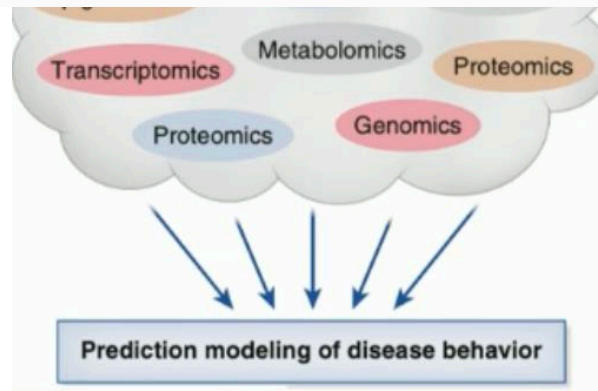 Metabolomics
Transcriptomics
Proteomics
Proteomics
Genomics
Prediction modeling of disease behavior